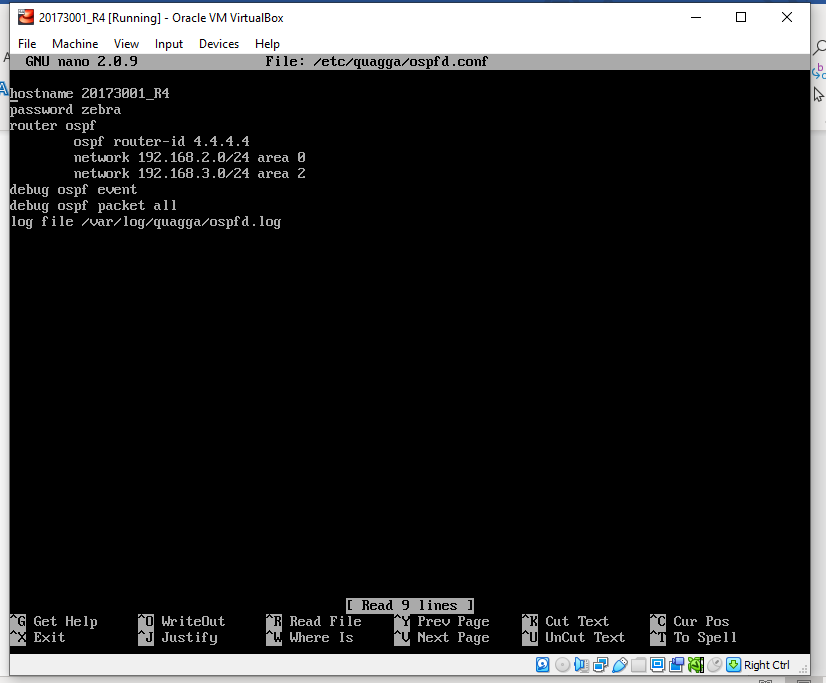 20173001_R4 [Running] - Oracle VM VirtualBox
File Machine View Input Devices Help
GNU nano 2.0.9 File: /etc/quagga/ospfd.conf
hostname 20173001_R4
password zebra
router ospf
ospf router-id 4.4.4.4
network 192.168.2.0/24 area 0
network 192.168.3.0/24 area 2
debug ospf event
debug ospf packet all
log file /var/log/quagga/ospfd.log
[ Read 9 lines ]
^G Get Help ^O WriteOut ^R Read File ^Y Prev Page ^K Cut Text ^C Cur Pos
^X Exit ^J Justify ^W Where Is ^V Next Page ^U UnCut Text ^T To Spell
Right Ctrl